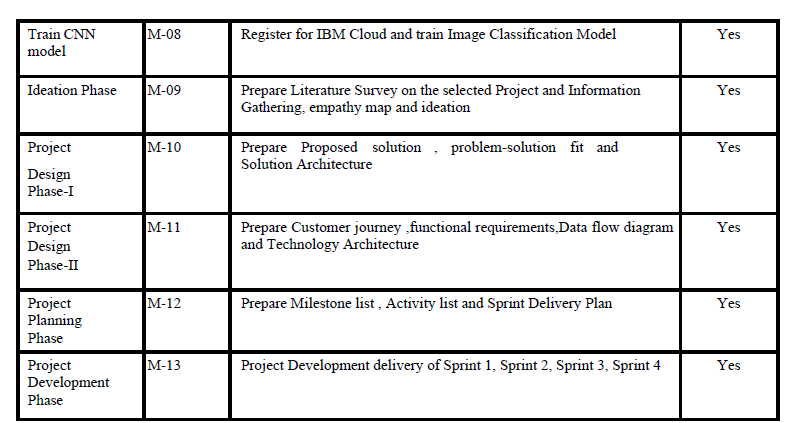 Train CNN
model
M-08
Register for IBM Cloud and train Image Classification Model
Yes
Ideation Phase
M-09
Prepare Literature Survey on the selected Project and Information
Gathering, empathy map and ideation
Yes
Project
Design
Phase-I
M-10
Prepare Proposed solution , problem-solution fit and
Solution Architecture
Yes
Project
Design
Phase-II
M-11
Prepare Customer journey ,functional requirements,Data flow diagram
and Technology Architecture
Yes
Project
Planning
Phase
M-12
Prepare Milestone list , Activity list and Sprint Delivery Plan
Yes
Project
Development
Phase
M-13
Project Development delivery of Sprint 1, Sprint 2, Sprint 3, Sprint 4
Yes